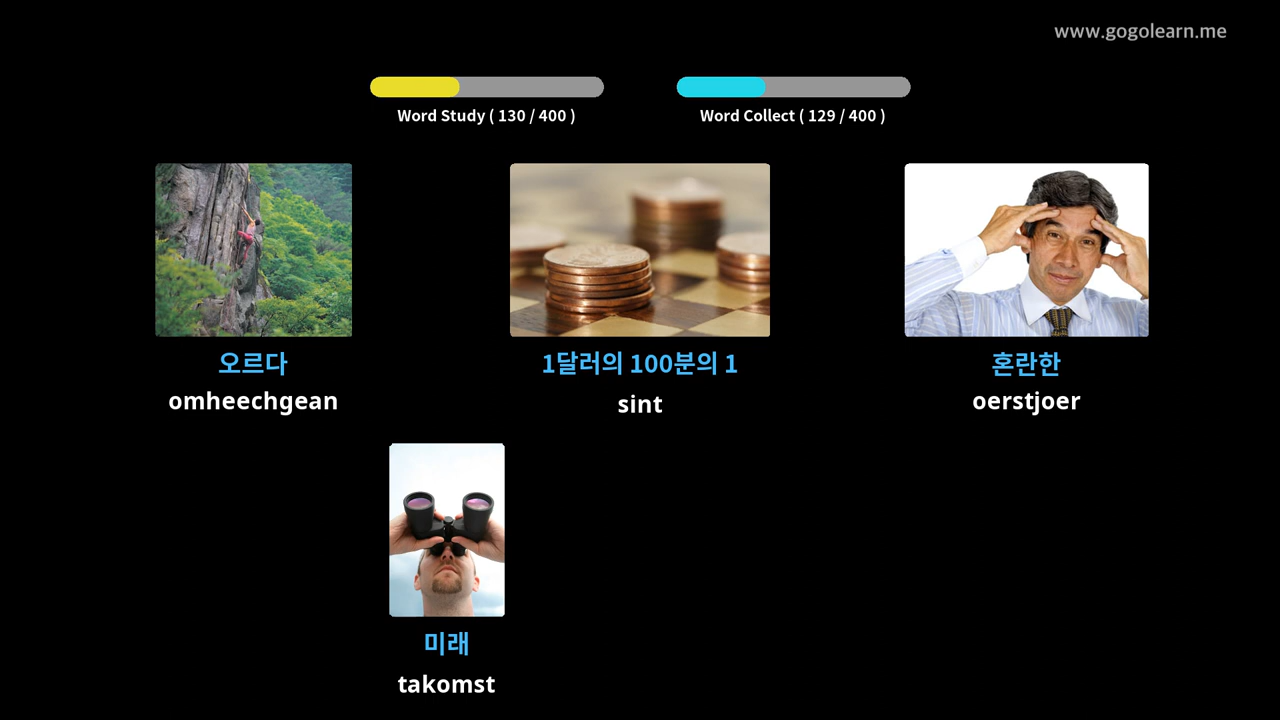 www.gogolearn.me
Word Study ( 130 / 400 )
Word Collect ( 129 / 400 )
오르다
omheechgean
1달러의 100분의 1
sint
혼란한
oerstjoer
미래
takomst